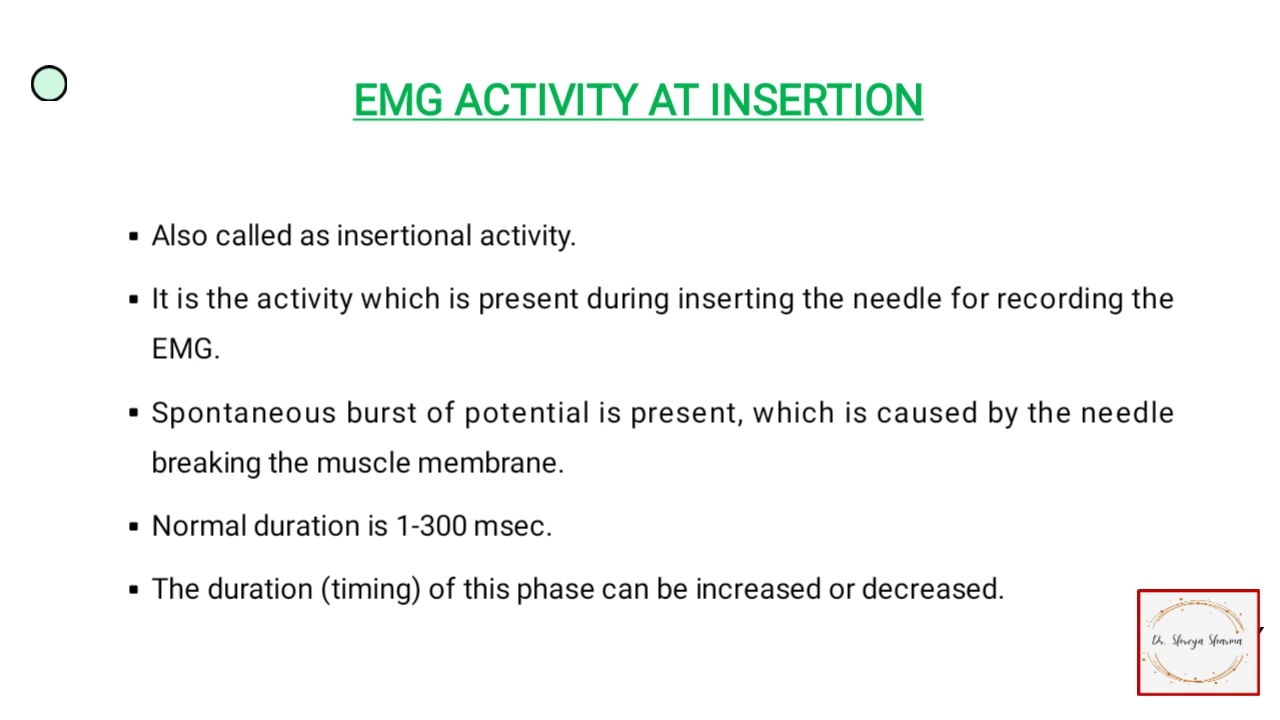 EMG ACTIVITY AT INSERTION
▪ Also called as insertional activity.
▪ It is the activity which is present during inserting the needle for recording the
EMG.
▪ Spontaneous burst of potential is present, which is caused by the needle
breaking the muscle membrane.
▪ Normal duration is 1-300 msec.
▪ The duration (timing) of this phase can be increased or decreased.
Dr. Shreya Sharma